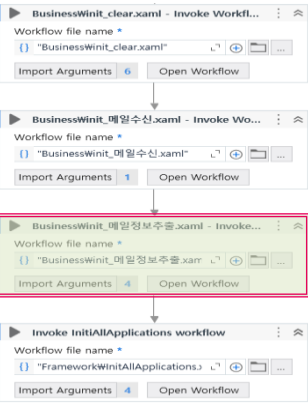 Business₩init_clear.xaml - Invoke Workfl...
Workflow file name *
"Business₩init_clear.xaml"
Import Arguments 6 Open Workflow
Business₩init_메일수신.xaml - Invoke Wo...
Workflow file name *
"Business₩init_메일수신.xaml"
Import Arguments 1 Open Workflow
Business₩init_메일정보추출.xaml - Invoke...
Workflow file name *
"Business₩init_메일정보추출.xam
Import Arguments 4 Open Workflow
Invoke InitiAllApplications workflow
Workflow file name *
"Framework₩InitAllApplications.x
Import Arguments 4 Open Workflow